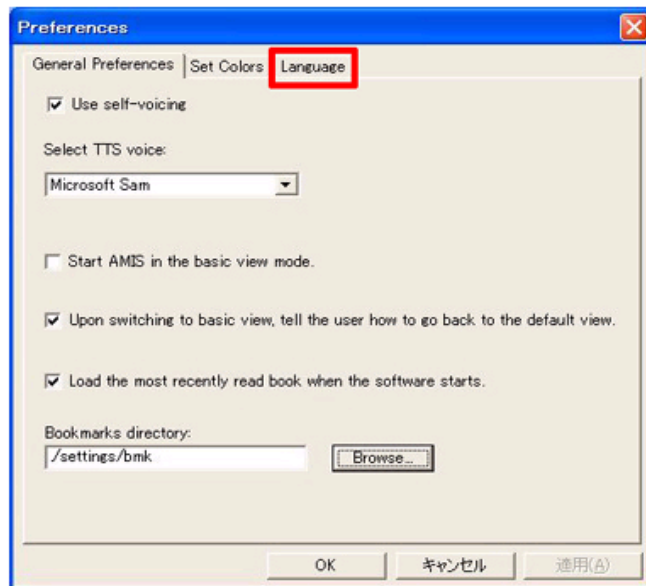 Preferences
General Preferences Set Colors Language
Use self-voicing
Select TTS voice:
Microsoft Sam
Start AMIS in the basic view mode.
Upon switching to basic view, tell the user how to go back to the default view.
Load the most recently read book when the software starts.
Bookmarks directory:
./settings/bmk Browse...
OK キャンセル 適用(A)